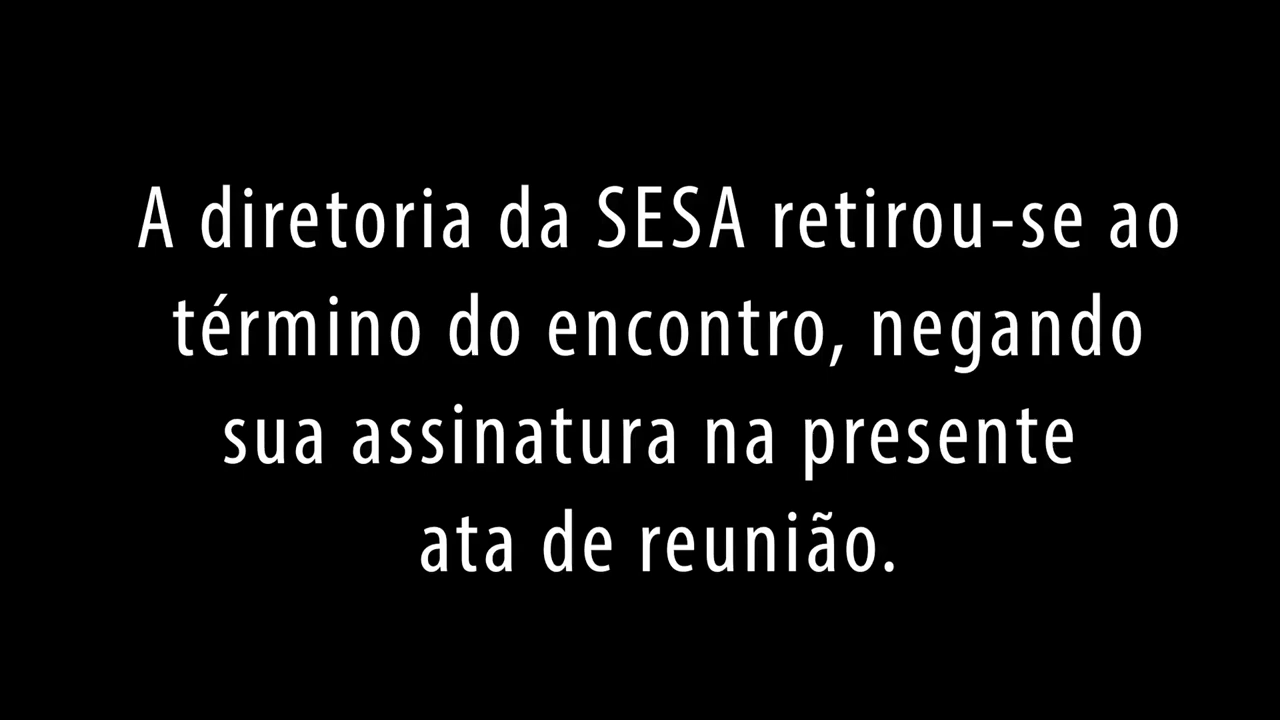 A diretoria da SESA retirou-se ao
término do encontro, negando
sua assinatura na presente
ata de reunião.